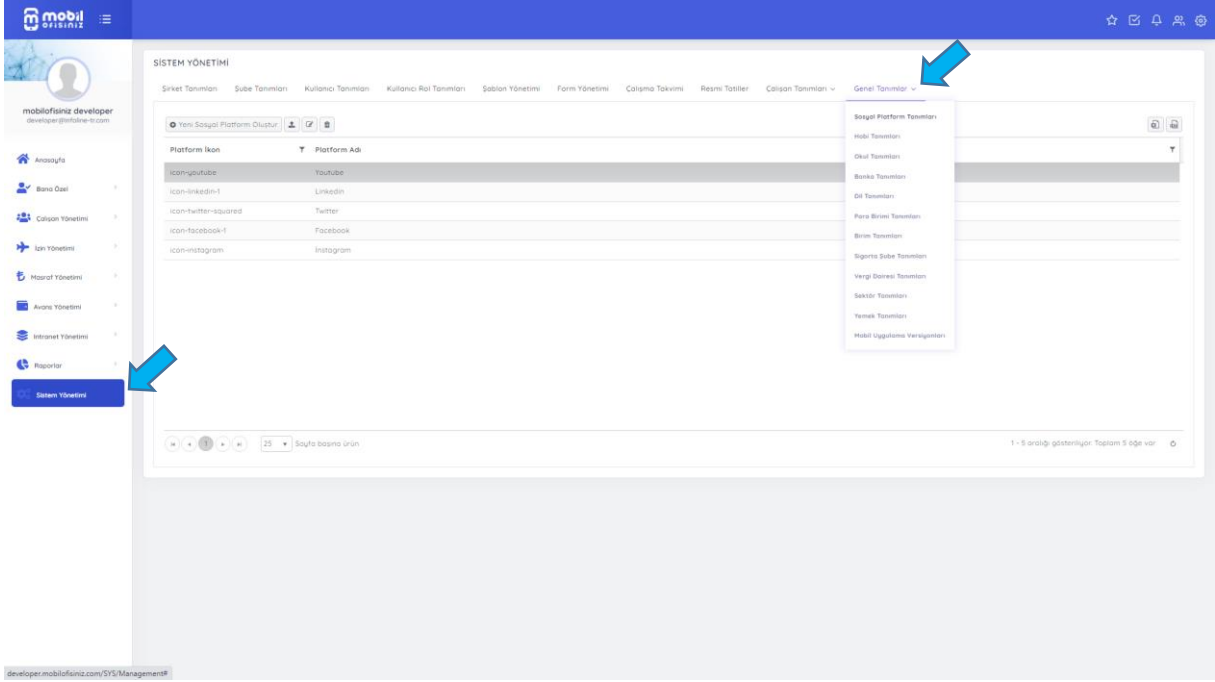 mobil
ofisiniz
SİSTEM YÖNETİMİ
Şirket Tanımları Şube Tanımları Kullanıcı Tanımları Kullanıcı Rol Tanımları Şablon Yönetimi Form Yönetimi Çalışma Takvimi Resmi Tatiller Çalışan Tanımları Genel Tanımlar
mobilofisiniz developer
developer@infoline-tr.com
Anasayfa
Bana Özel
Çalışan Yönetimi
İzin Yönetimi
Masraf Yönetimi
Avans Yönetimi
Intranet Yönetimi
Raporlar
Sistem Yönetimi
Yeni Sosyal Platform Oluştur
Platform İkon Platform Adı
icon-youtube Youtube
icon-linkedin-1 Linkedin
icon-twitter-squared Twitter
icon-facebook-1 Facebook
icon-instagram İnstagram
Sosyal Platform Tanımları
Hobi Tanımları
Okul Tanımları
Banka Tanımları
Dil Tanımları
Para Birimi Tanımları
Birim Tanımları
Sigorta Şube Tanımları
Vergi Dairesi Tanımları
Sektör Tanımları
Yemek Tanımları
Mobil Uygulama Versiyonları
1 25 Sayfa başına ürün 1 - 5 aralığı gösteriliyor. Toplam 5 öğe var
developer.mobilofisiniz.com/SYS/Management#